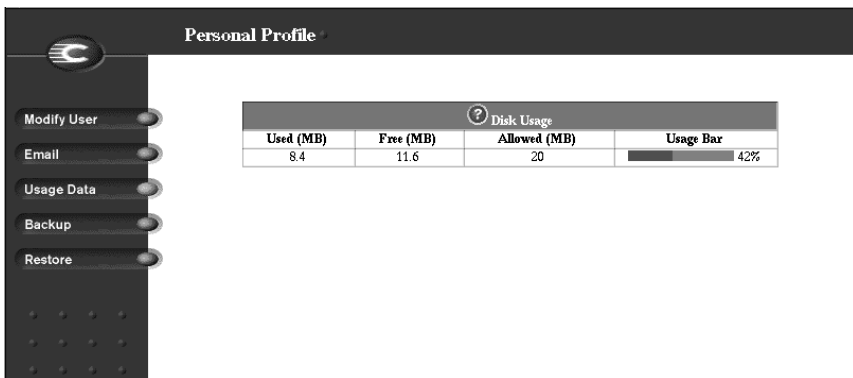 C
Personal Profile
Modify User
Email
Usage Data
Backup
Restore
? Disk Usage
Used (MB) Free (MB) Allowed (MB) Usage Bar
8.4 11.6 20 42%